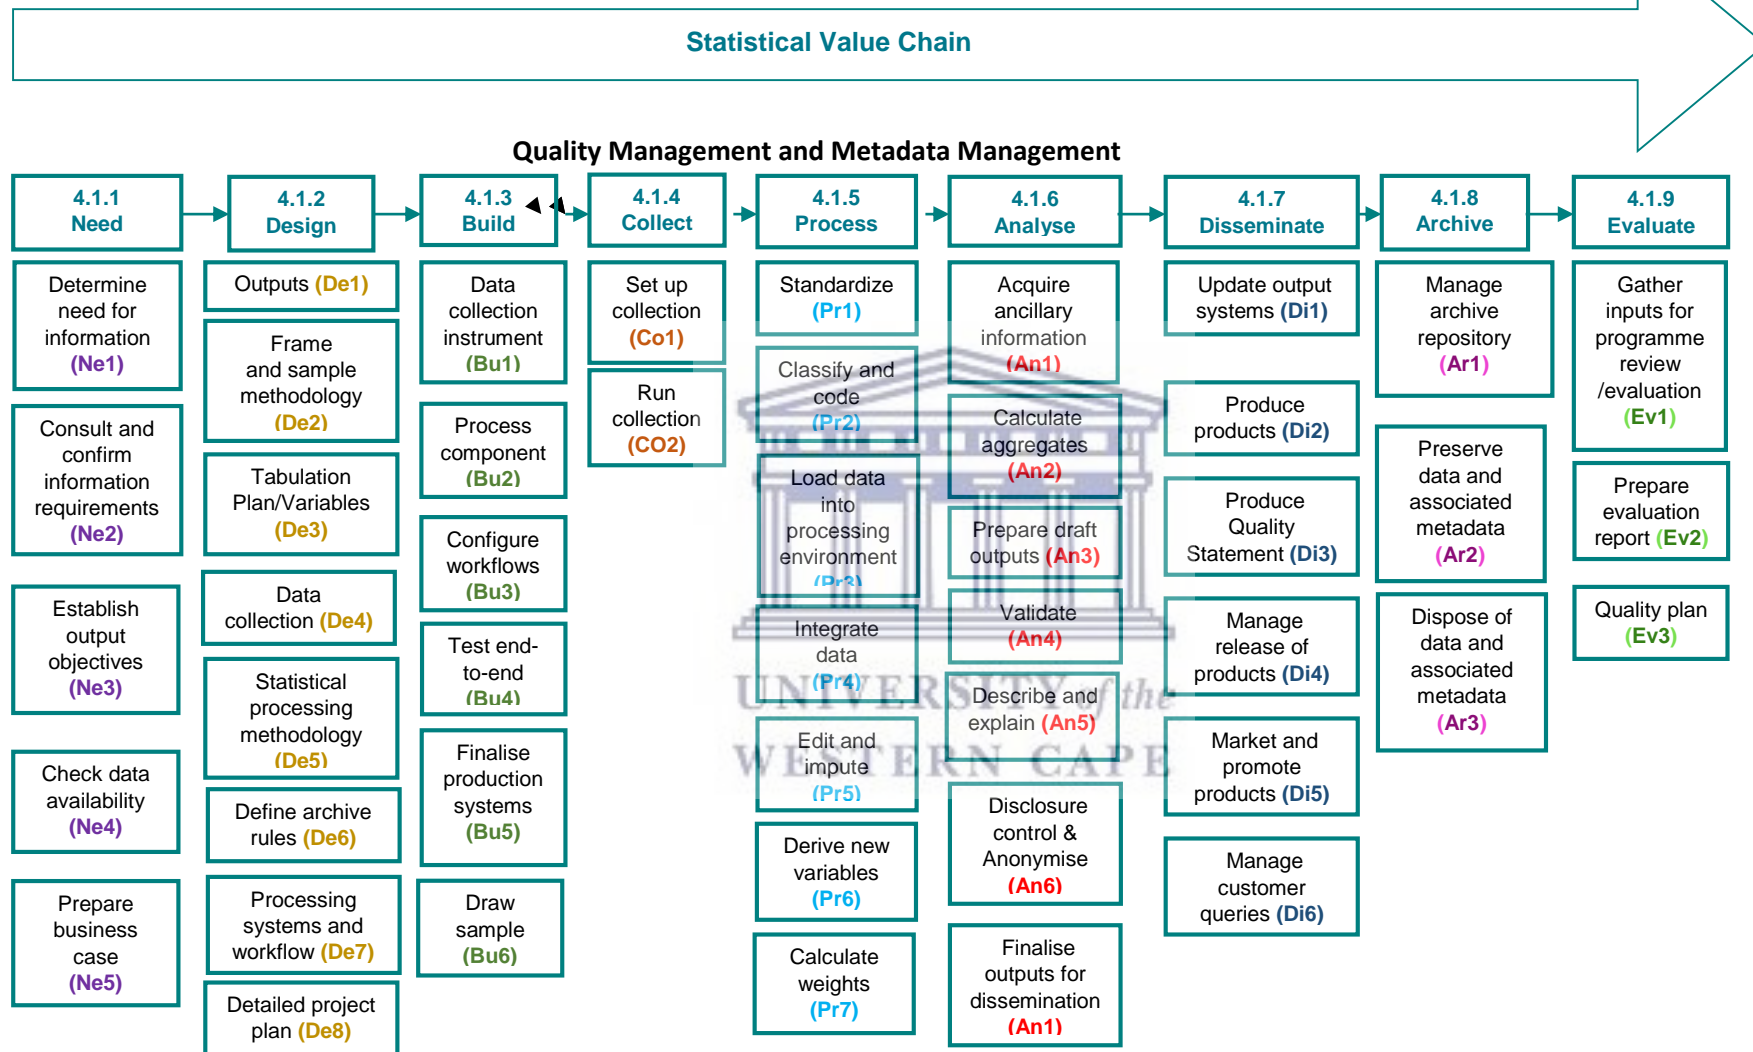 Statistical Value Chain
Quality Management and Metadata Management
4.1.1
Need
4.1.2
Design
4.1.3
Build
4.1.4
Collect
4.1.5
Process
4.1.6
Analyse
4.1.7
Disseminate
4.1.8
Archive
4.1.9
Evaluate
Determine
need for
information
(Ne1)
Consult and
confirm
information
requirements
(Ne2)
Establish
output
objectives
(Ne3)
Check data
availability
(Ne4)
Prepare
business
case
(Ne5)
Outputs (De1)
Frame
and sample
methodology
(De2)
Tabulation
Plan/Variables
(De3)
Data
collection (De4)
Statistical
processing
methodology
(De5)
Define archive
rules (De6)
Processing
systems and
workflow (De7)
Detailed project
plan (De8)
Data
collection
instrument
(Bu1)
Process
component
(Bu2)
Configure
workflows
(Bu3)
Test end-
to-end
(Bu4)
Finalise
production
systems
(Bu5)
Draw
sample
(Bu6)
Set up
collection
(Co1)
Run
collection
(CO2)
Standardize
(Pr1)
Classify and
code
(Pr2)
Load data
into
processing
environment
(Pr3)
Integrate
data
(Pr4)
Edit and
impute
(Pr5)
Derive new
variables
(Pr6)
Calculate
weights
(Pr7)
Acquire
ancillary
information
(An1)
Calculate
aggregates
(An2)
Prepare draft
outputs (An3)
Validate
(An4)
Describe and
explain (An5)
Disclosure
control &
Anonymise
(An6)
Finalise
outputs for
dissemination
(An1)
Update output
systems (Di1)
Produce
products (Di2)
Produce
Quality
Statement (Di3)
Manage
release of
products (Di4)
Market and
promote
products (Di5)
Manage
customer
queries (Di6)
Manage
archive
repository
(Ar1)
Preserve
data and
associated
metadata
(Ar2)
Dispose of
data and
associated
metadata
(Ar3)
Gather
inputs for
programme
review
/evaluation
(Ev1)
Prepare
evaluation
report (Ev2)
Quality plan
(Ev3)
UNIVERSITY of the
WESTERN CAPE